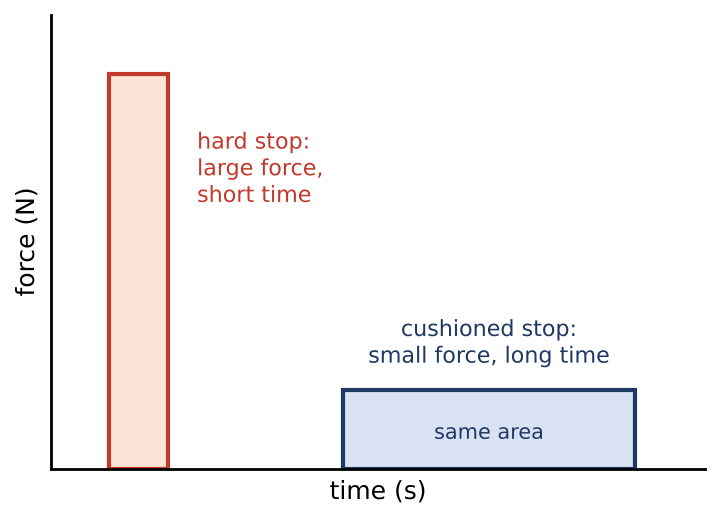 force (N)
hard stop:
large force,
short time
cushioned stop:
small force, long time
same area
time (s)